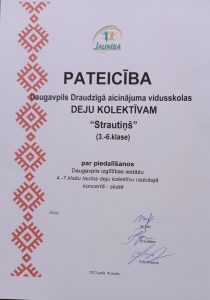 JAUNĪBA
PATEICĪBA
Daugavpils Draudzīgā aicinājuma vidusskolas
DEJU KOLEKTĪVAM
"Strautiņš"
(3.-6.klase)
par piedalīšanos
Daugavpils izglītības iestāžu
4.-7.klašu tautas deju kolektīvu radošajā
koncertā - skatē